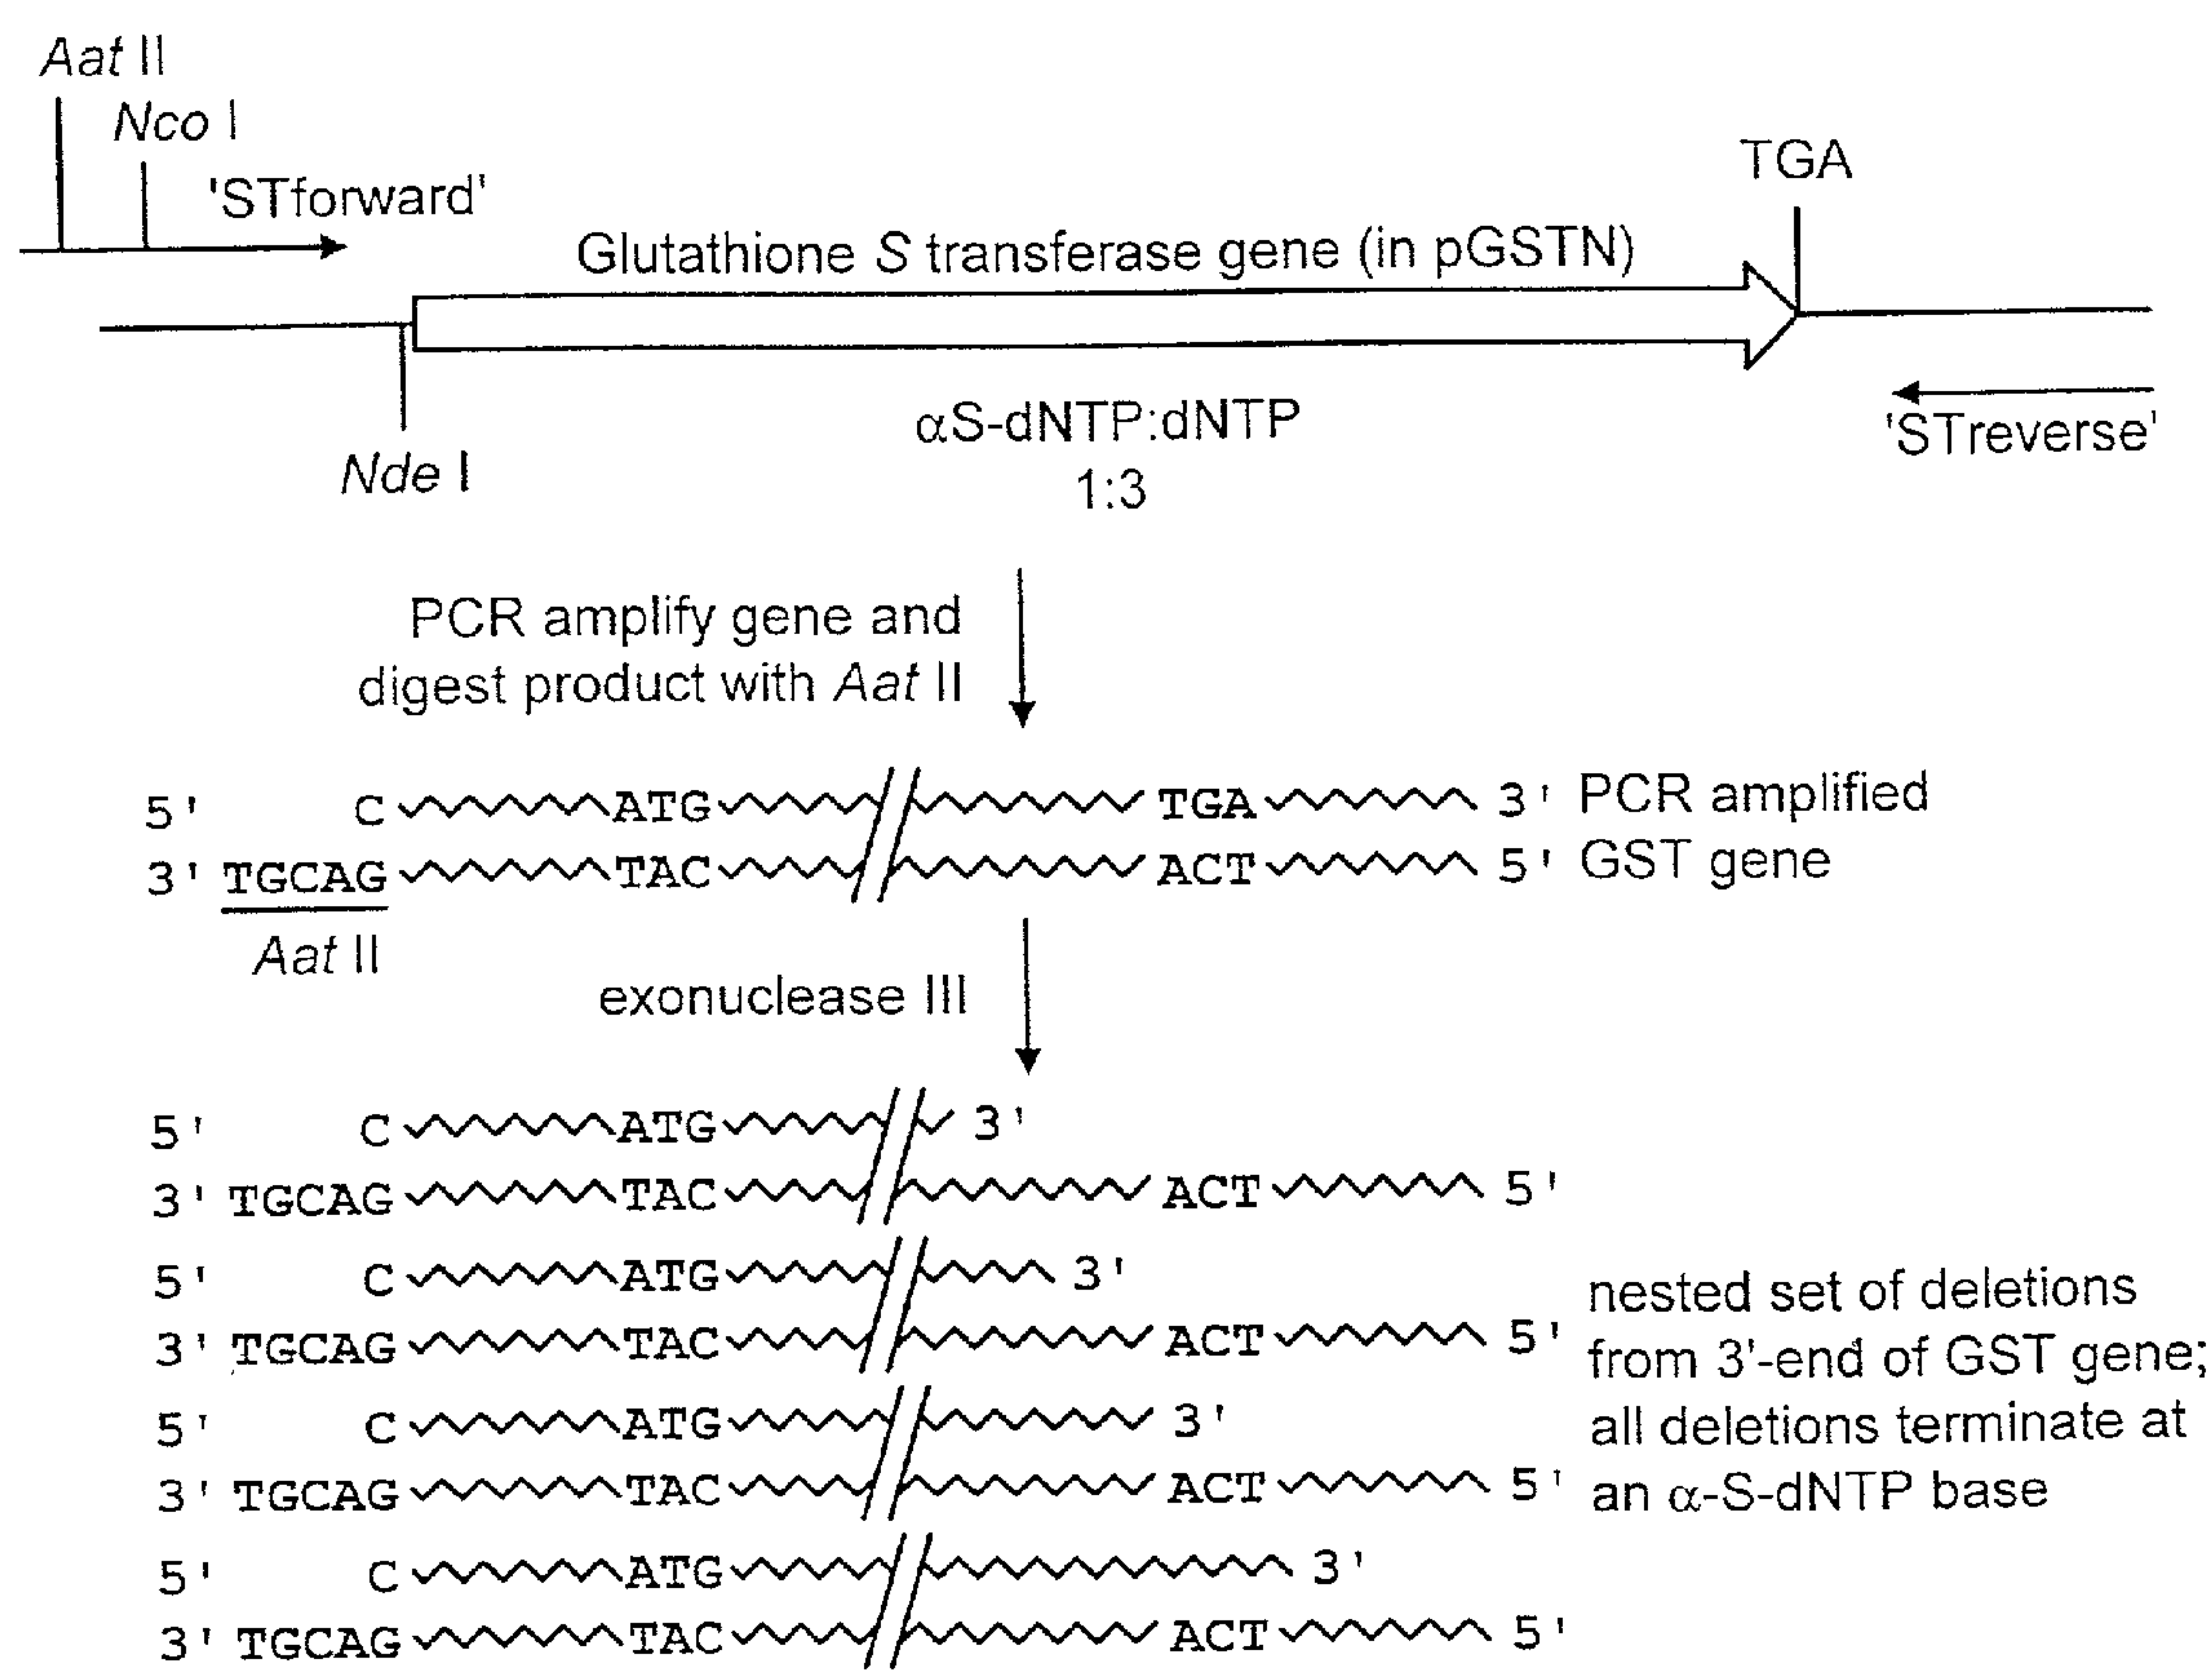 Aat II
Nco I
'STforward'
TGA
Glutathione S transferase gene (in pGSTN)
αS-dNTP:dNTP
1:3
'STreverse'
Nde I
PCR amplify gene and
digest product with Aat II
5' C ATG TGA 3' PCR amplified
3' TGCAG TAC ACT 5' GST gene
Aat II
exonuclease III
5' C ATG 3'
3' TGCAG TAC ACT 5'
5' C ATG 3'
3' TGCAG TAC ACT 5'
5' C ATG 3'
3' TGCAG TAC ACT 5'
5' C ATG 3'
3' TGCAG TAC ACT 5'
nested set of deletions
from 3'-end of GST gene;
all deletions terminate at
an α-S-dNTP base